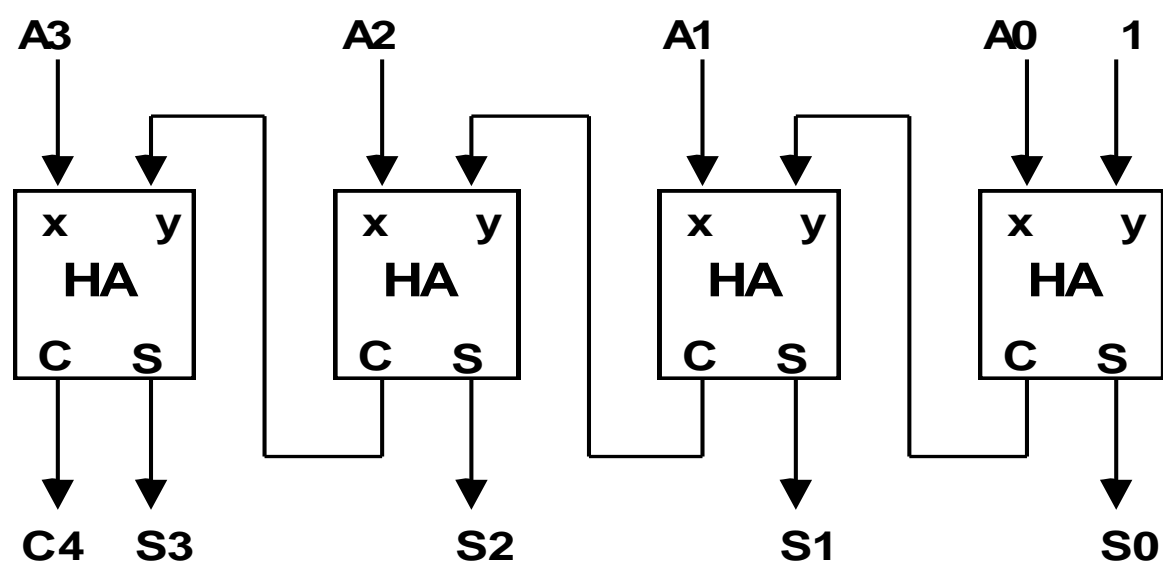 A3 A2 A1 A0 1
x y x y x y x y
HA HA HA HA
C S C S C S C S
C4 S3 S2 S1 S0